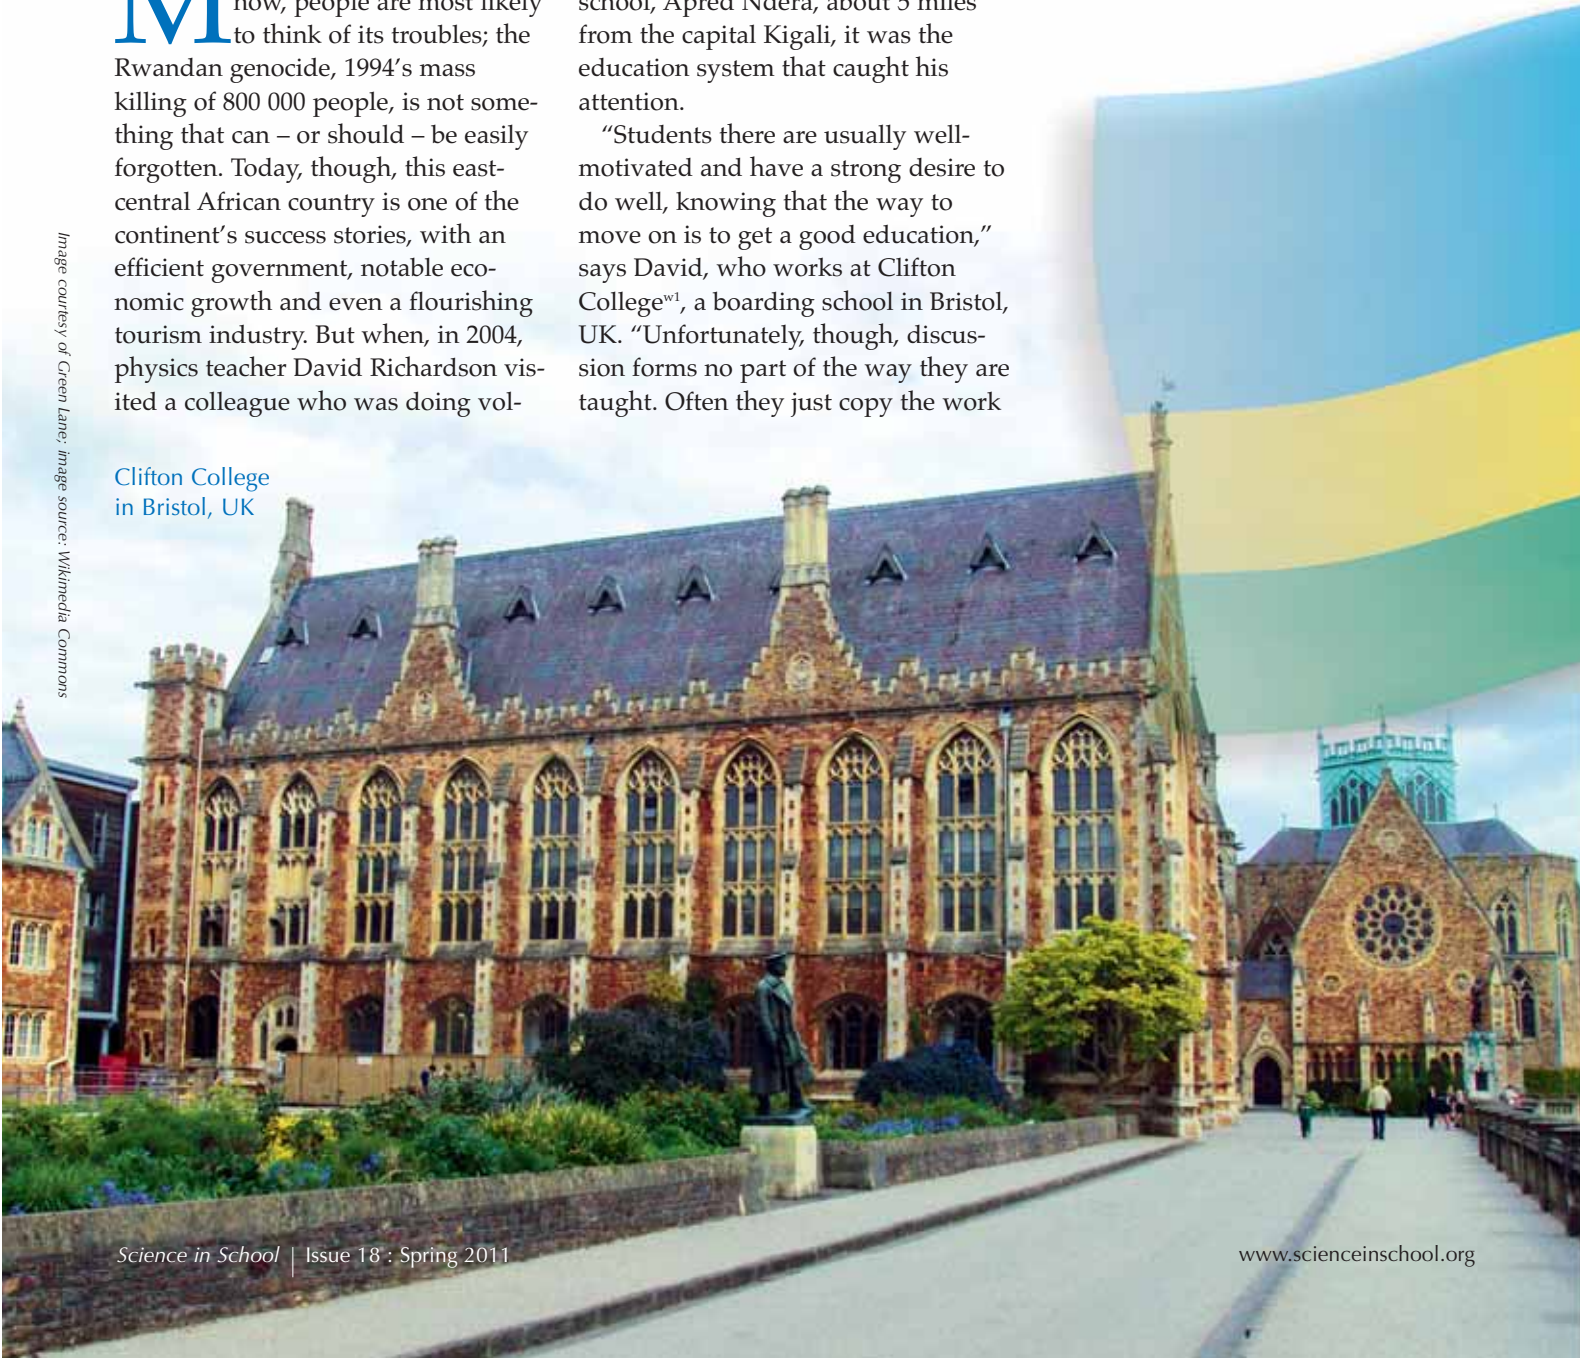 M
now, people are most likely
to think of its troubles; the
Rwandan genocide, 1994's mass
killing of 800 000 people, is not some-
thing that can – or should – be easily
forgotten. Today, though, this east-
central African country is one of the
continent's success stories, with an
efficient government, notable eco-
nomic growth and even a flourishing
tourism industry. But when, in 2004,
physics teacher David Richardson vis-
ited a colleague who was doing vol-
school, Apred Ndera, about 5 miles
from the capital Kigali, it was the
education system that caught his
attention.
“Students there are usually well-
motivated and have a strong desire to
do well, knowing that the way to
move on is to get a good education,”
says David, who works at Clifton
College^w1, a boarding school in Bristol,
UK. “Unfortunately, though, discus-
sion forms no part of the way they are
taught. Often they just copy the work
Image courtesy of Green Lane; image source: Wikimedia Commons
Clifton College
in Bristol, UK
Science in School | Issue 18 : Spring 2011
www.scienceinschool.org